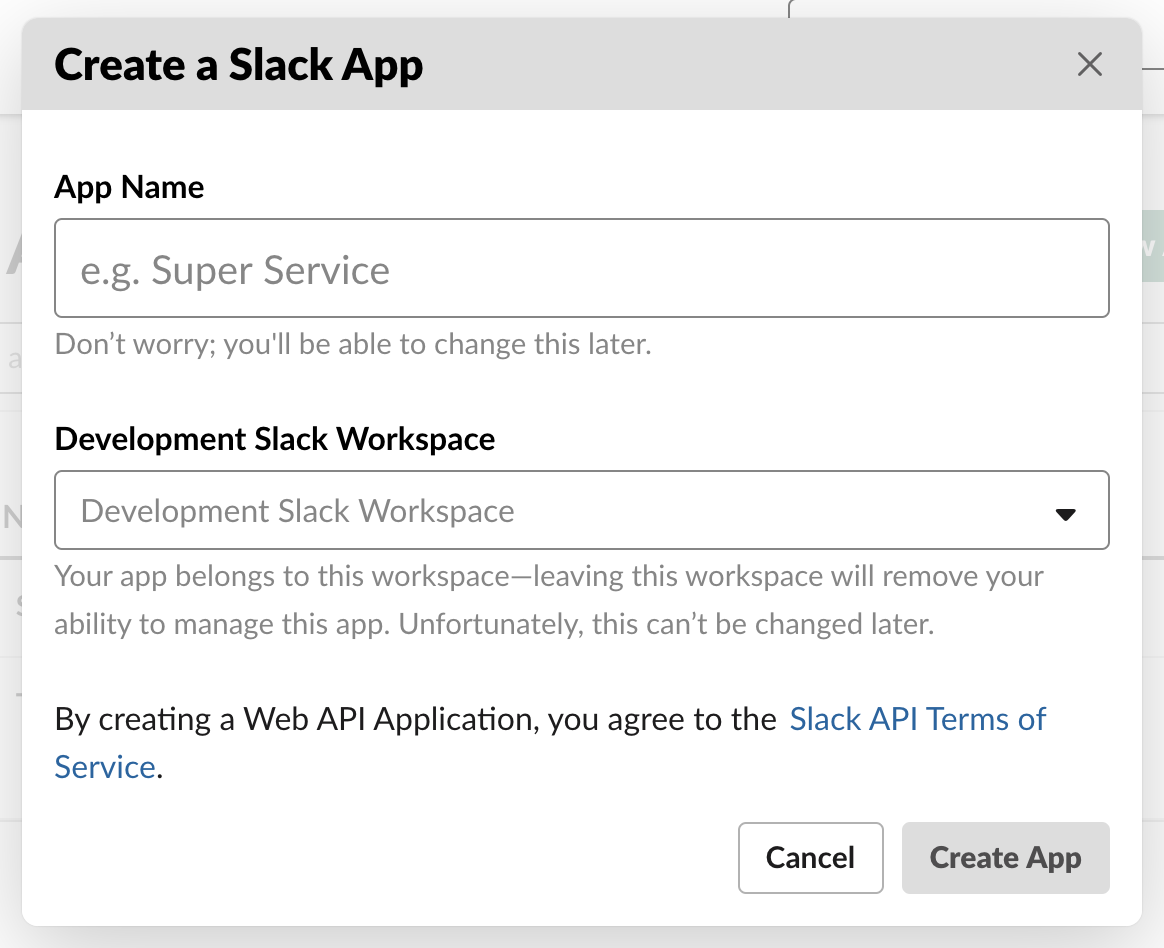 Create a Slack App
App Name
e.g. Super Service
Don’t worry; you'll be able to change this later.
Development Slack Workspace
Development Slack Workspace
Your app belongs to this workspace—leaving this workspace will remove your
ability to manage this app. Unfortunately, this can’t be changed later.
By creating a Web API Application, you agree to the Slack API Terms of
Service.
Cancel
Create App